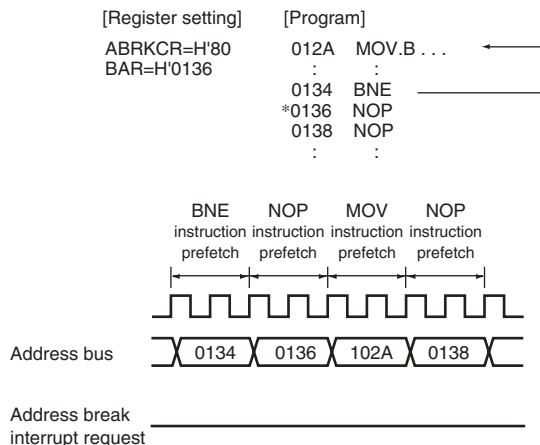 [Register setting] [Program]
ABRKCR=H'80 012A MOV.B . . .
BAR=H'0136 : :
0134 BNE
*0136 NOP
0138 NOP
: :
BNE NOP MOV NOP
instruction instruction instruction instruction
prefetch prefetch prefetch prefetch
Address bus 0134 0136 102A 0138
Address break
interrupt request